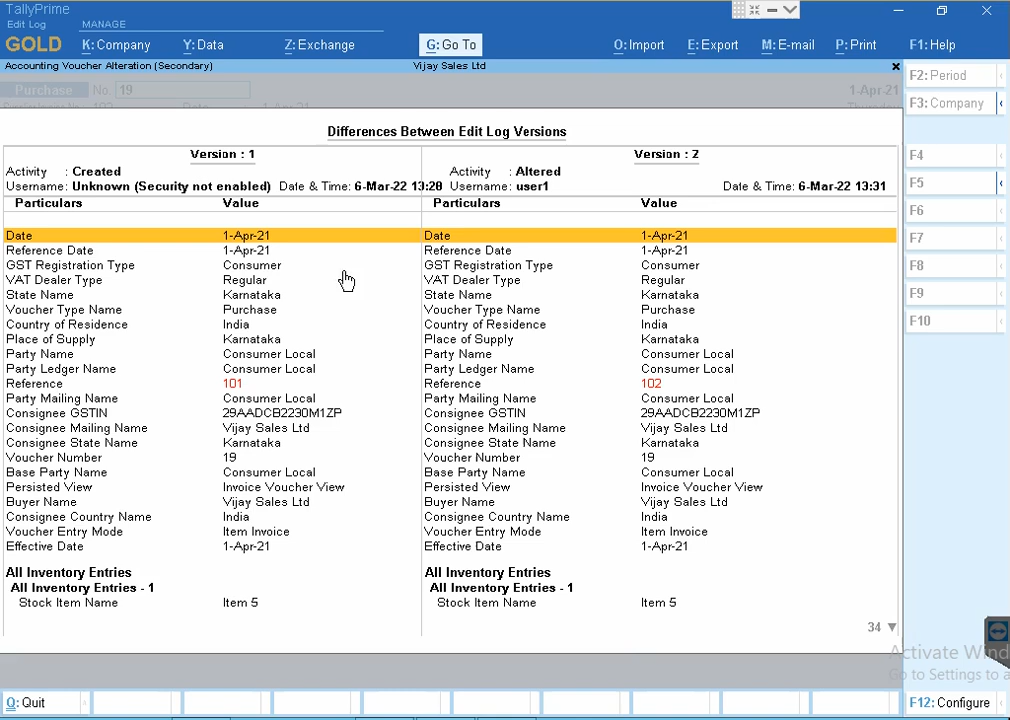 TallyPrime
Edit Log
MANAGE
GOLD
K: Company
Y: Data
Z: Exchange
G: Go To
O: Import
E: Export
M: E-mail
P: Print
F1: Help
Accounting Voucher Alteration (Secondary)
Vijay Sales Ltd
Purchase No. 19
1-Apr-21
F2: Period
F3: Company
F4
F5
F6
F7
F8
F9
F10
Differences Between Edit Log Versions
Version : 1
Version : 2
Activity : Created
Activity : Altered
Username: Unknown (Security not enabled) Date & Time: 6-Mar-22 13:28
Username: user1 Date & Time: 6-Mar-22 13:31
Particulars Value Particulars Value
Date 1-Apr-21 Date 1-Apr-21
Reference Date 1-Apr-21 Reference Date 1-Apr-21
GST Registration Type Consumer GST Registration Type Consumer
VAT Dealer Type Regular VAT Dealer Type Regular
State Name Karnataka State Name Karnataka
Voucher Type Name Purchase Voucher Type Name Purchase
Country of Residence India Country of Residence India
Place of Supply Karnataka Place of Supply Karnataka
Party Name Consumer Local Party Name Consumer Local
Party Ledger Name Consumer Local Party Ledger Name Consumer Local
Reference 101 Reference 102
Party Mailing Name Consumer Local Party Mailing Name Consumer Local
Consignee GSTIN 29AADCB2230M1ZP Consignee GSTIN 29AADCB2230M1ZP
Consignee Mailing Name Vijay Sales Ltd Consignee Mailing Name Vijay Sales Ltd
Consignee State Name Karnataka Consignee State Name Karnataka
Voucher Number 19 Voucher Number 19
Base Party Name Consumer Local Base Party Name Consumer Local
Persisted View Invoice Voucher View Persisted View Invoice Voucher View
Buyer Name Vijay Sales Ltd Buyer Name Vijay Sales Ltd
Consignee Country Name India Consignee Country Name India
Voucher Entry Mode Item Invoice Voucher Entry Mode Item Invoice
Effective Date 1-Apr-21 Effective Date 1-Apr-21
All Inventory Entries All Inventory Entries
All Inventory Entries - 1 All Inventory Entries - 1
Stock Item Name Item 5 Stock Item Name Item 5
34
Activate Wind
Go to Settings to a
Q: Quit
F12: Configure